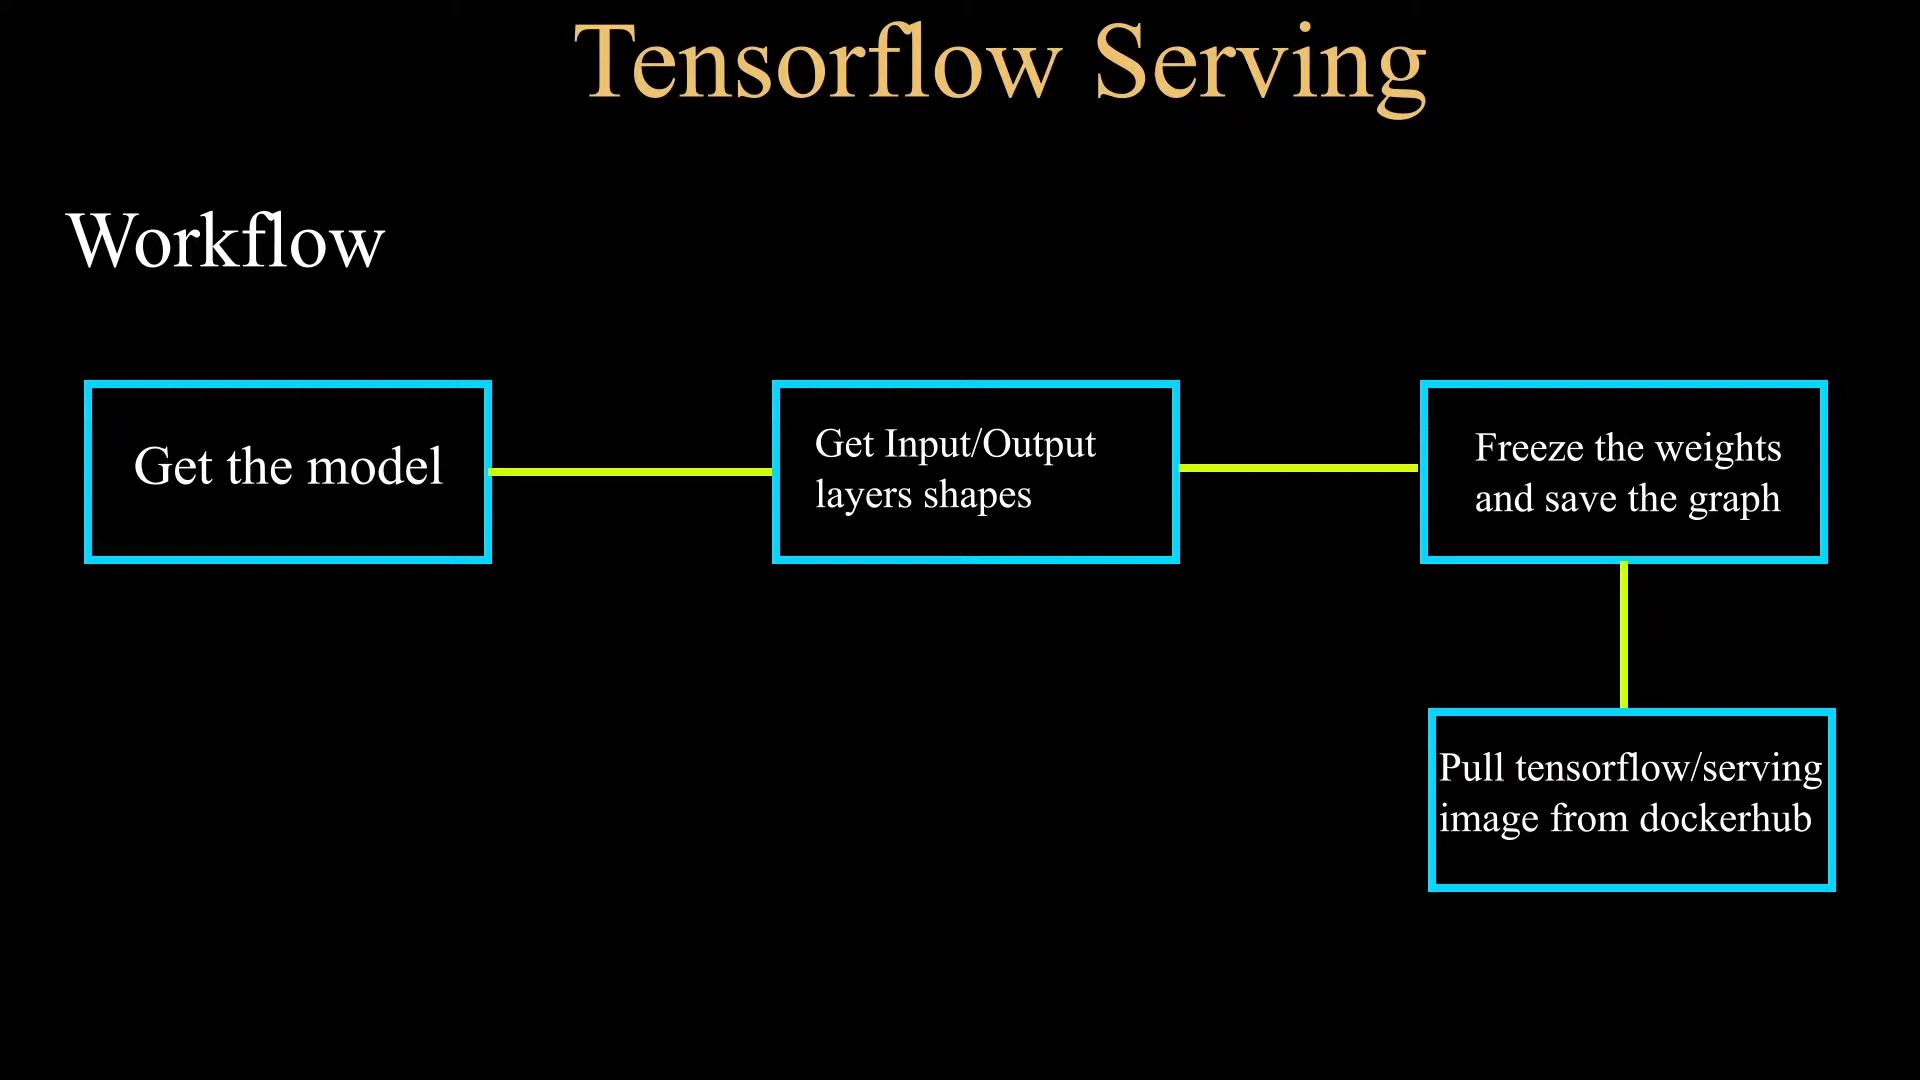 Tensorflow Serving
Workflow
Get the model
Get Input/Output
layers shapes
Freeze the weights
and save the graph
Pull tensorflow/serving
image from dockerhub